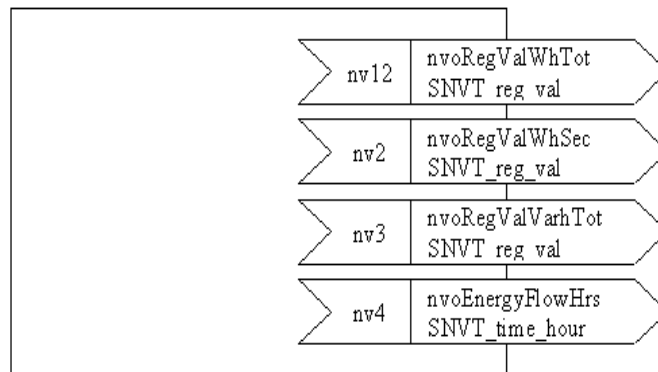 nv12
nvoRegValWhTot
SNVT_reg_val
nv2
nvoRegValWhSec
SNVT_reg_val
nv3
nvoRegValVarhTot
SNVT_reg_val
nv4
nvoEnergyFlowHrs
SNVT_time_hour